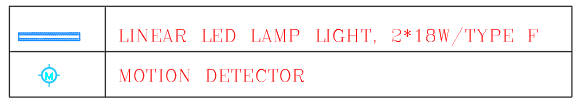 LINEAR LED LAMP LIGHT, 2*18W/TYPE F
M
MOTION DETECTOR